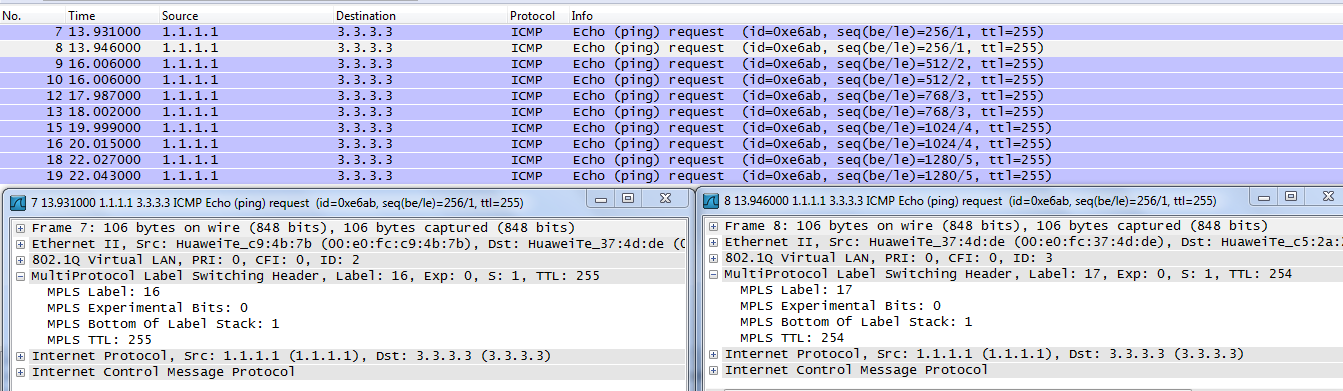 No. Time Source Destination Protocol Info
7 13.931000 1.1.1.1 3.3.3.3 ICMP Echo (ping) request (id=0xe6ab, seq(be/le)=256/1, ttl=255)
8 13.946000 1.1.1.1 3.3.3.3 ICMP Echo (ping) request (id=0xe6ab, seq(be/le)=256/1, ttl=255)
9 16.006000 1.1.1.1 3.3.3.3 ICMP Echo (ping) request (id=0xe6ab, seq(be/le)=512/2, ttl=255)
10 16.006000 1.1.1.1 3.3.3.3 ICMP Echo (ping) request (id=0xe6ab, seq(be/le)=512/2, ttl=255)
12 17.987000 1.1.1.1 3.3.3.3 ICMP Echo (ping) request (id=0xe6ab, seq(be/le)=768/3, ttl=255)
13 18.002000 1.1.1.1 3.3.3.3 ICMP Echo (ping) request (id=0xe6ab, seq(be/le)=768/3, ttl=255)
15 19.999000 1.1.1.1 3.3.3.3 ICMP Echo (ping) request (id=0xe6ab, seq(be/le)=1024/4, ttl=255)
16 20.015000 1.1.1.1 3.3.3.3 ICMP Echo (ping) request (id=0xe6ab, seq(be/le)=1024/4, ttl=255)
18 22.027000 1.1.1.1 3.3.3.3 ICMP Echo (ping) request (id=0xe6ab, seq(be/le)=1280/5, ttl=255)
19 22.043000 1.1.1.1 3.3.3.3 ICMP Echo (ping) request (id=0xe6ab, seq(be/le)=1280/5, ttl=255)
7 13.931000 1.1.1.1 3.3.3.3 ICMP Echo (ping) request (id=0xe6ab, seq(be/le)=256/1, ttl=255)
Frame 7: 106 bytes on wire (848 bits), 106 bytes captured (848 bits)
Ethernet II, Src: HuaweiTe_c9:4b:7b (00:e0:fc:c9:4b:7b), Dst: HuaweiTe_37:4d:de (0
802.1Q Virtual LAN, PRI: 0, CFI: 0, ID: 2
MultiProtocol Label Switching Header, Label: 16, Exp: 0, S: 1, TTL: 255
MPLS Label: 16
MPLS Experimental Bits: 0
MPLS Bottom Of Label Stack: 1
MPLS TTL: 255
Internet Protocol, Src: 1.1.1.1 (1.1.1.1), Dst: 3.3.3.3 (3.3.3.3)
Internet Control Message Protocol
8 13.946000 1.1.1.1 3.3.3.3 ICMP Echo (ping) request (id=0xe6ab, seq(be/le)=256/1, ttl=255)
Frame 8: 106 bytes on wire (848 bits), 106 bytes captured (848 bits)
Ethernet II, Src: HuaweiTe_37:4d:de (00:e0:fc:37:4d:de), Dst: HuaweiTe_c5:2a:
802.1Q Virtual LAN, PRI: 0, CFI: 0, ID: 3
MultiProtocol Label Switching Header, Label: 17, Exp: 0, S: 1, TTL: 254
MPLS Label: 17
MPLS Experimental Bits: 0
MPLS Bottom Of Label Stack: 1
MPLS TTL: 254
Internet Protocol, Src: 1.1.1.1 (1.1.1.1), Dst: 3.3.3.3 (3.3.3.3)
Internet Control Message Protocol